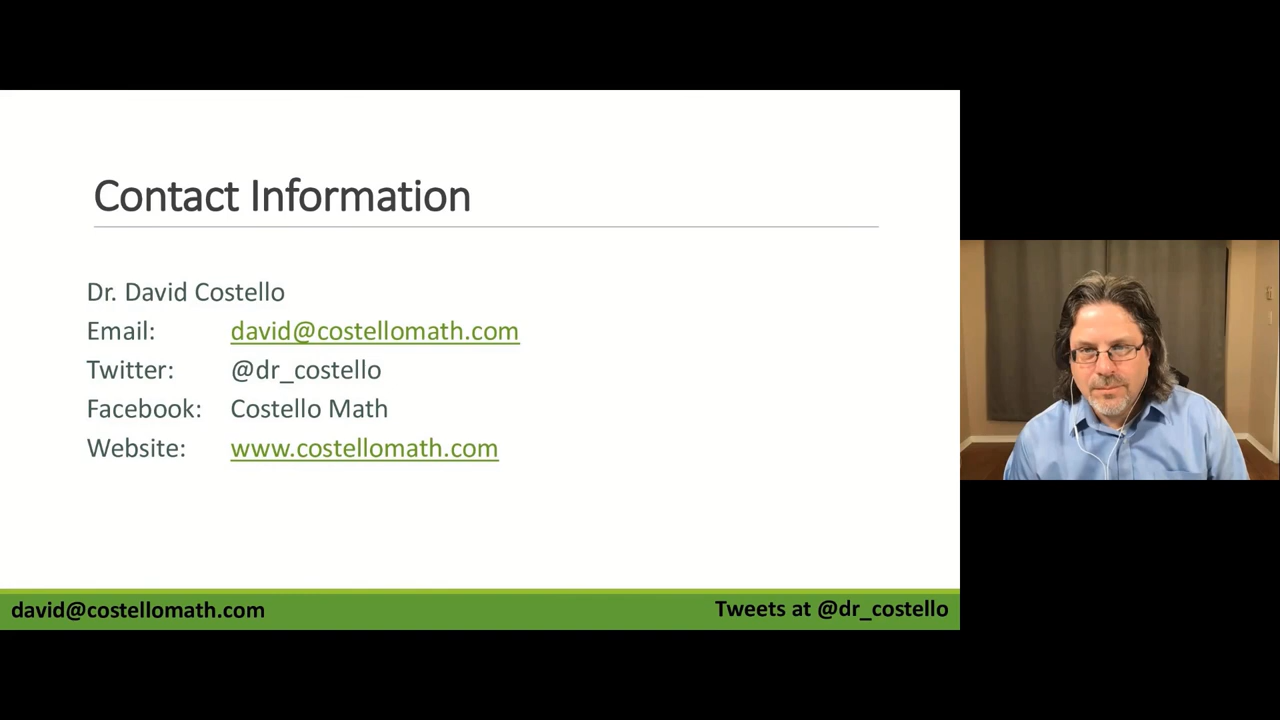 Contact Information
Dr. David Costello
Email: david@costellomath.com
Twitter: @dr_costello
Facebook: Costello Math
Website: www.costellomath.com
david@costellomath.com Tweets at @dr_costello